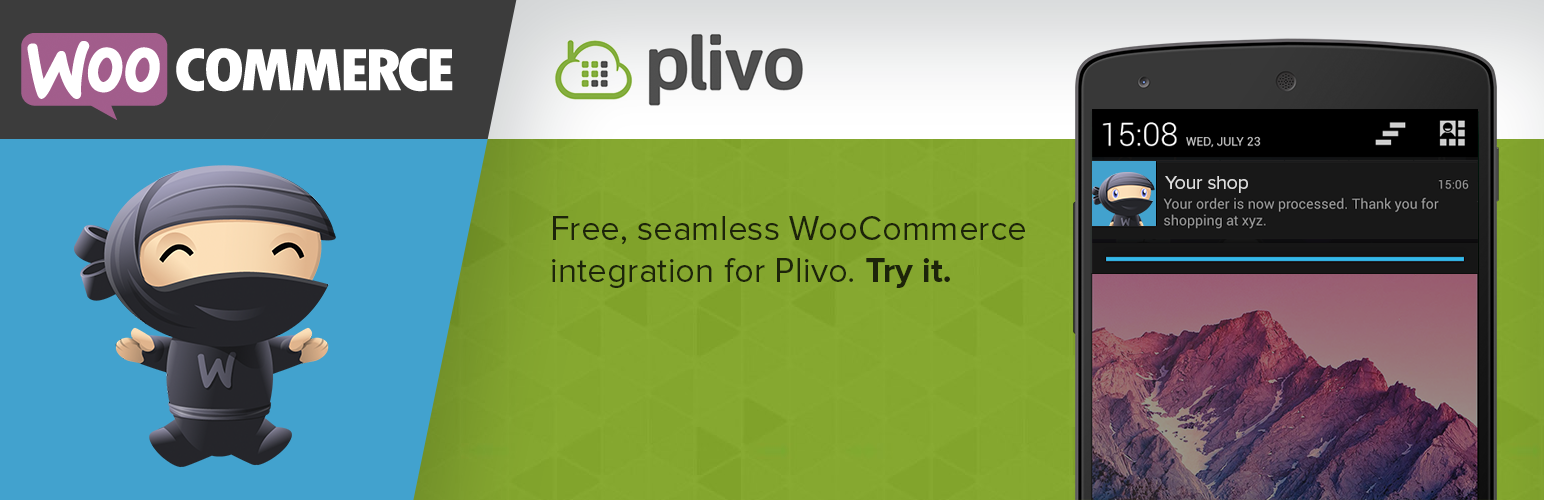 WOO COMMERCE
plivo
Free, seamless WooCommerce
integration for Plivo. Try it.
W
15:08 WED, JULY 23
Your shop 15:06
Your order is now processed. Thank you for
shopping at xyz.
W